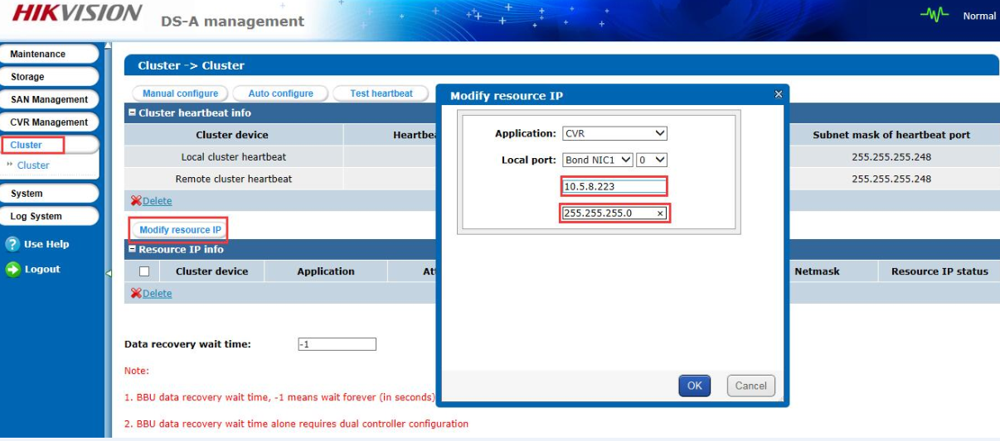 HIKVISION DS-A management Normal
Maintenance
Storage
SAN Management
CVR Management
Cluster
Cluster
System
Log System
Use Help
Logout
Cluster -> Cluster
Manual configure Auto configure Test heartbeat
Cluster heartbeat info
Cluster device Subnet mask of heartbeat port
Local cluster heartbeat 255.255.255.248
Remote cluster heartbeat 255.255.255.248
Delete
Modify resource IP
Resource IP info
Cluster device Application Netmask Resource IP status
Delete
Data recovery wait time: -1
Note:
1. BBU data recovery wait time, -1 means wait forever (in seconds)
2. BBU data recovery wait time alone requires dual controller configuration
Modify resource IP
Application: CVR
Local port: Bond NIC1 0
10.5.8.223
255.255.255.0
OK Cancel